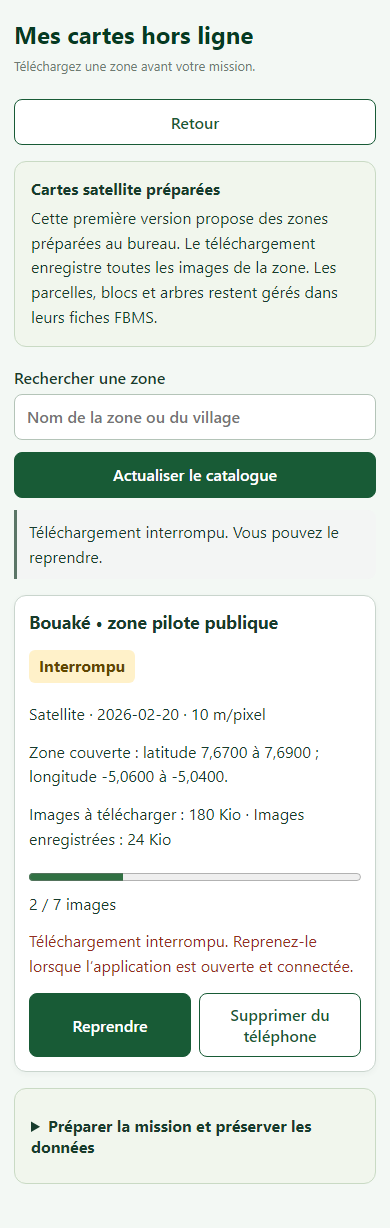 Mes cartes hors ligne
Téléchargez une zone avant votre mission.
Retour
Cartes satellite préparées
Cette première version propose des zones
préparées au bureau. Le téléchargement
enregistre toutes les images de la zone. Les
parcelles, blocs et arbres restent gérés dans
leurs fiches FBMS.
Rechercher une zone
Nom de la zone ou du village
Actualiser le catalogue
Téléchargement interrompu. Vous pouvez le
reprendre.
Bouaké • zone pilote publique
Interrompu
Satellite · 2026-02-20 · 10 m/pixel
Zone couverte : latitude 7,6700 à 7,6900 ;
longitude -5,0600 à -5,0400.
Images à télécharger : 180 Kio · Images
enregistrées : 24 Kio
2 / 7 images
Téléchargement interrompu. Reprenez-le
lorsque l’application est ouverte et connectée.
Reprendre
Supprimer du
téléphone
Préparer la mission et préserver les
données